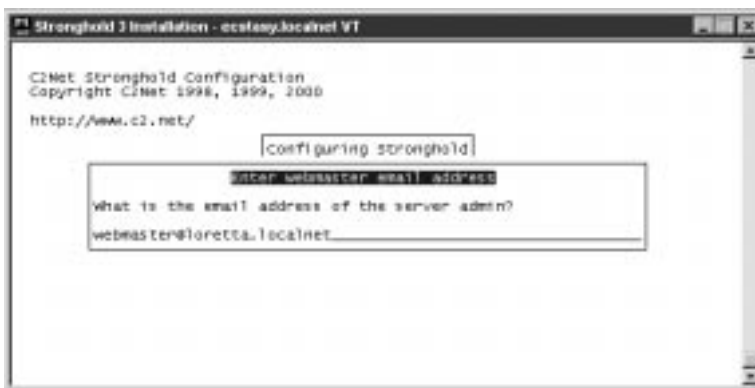 Stronghold 3 Installation - ecstasy.localnet VT
C2Net Stronghold Configuration
Copyright C2Net 1998, 1999, 2000
http://www.c2.net/
Configuring Stronghold
Enter webmaster email address
What is the email address of the server admin?
webmaster@loretta.localnet